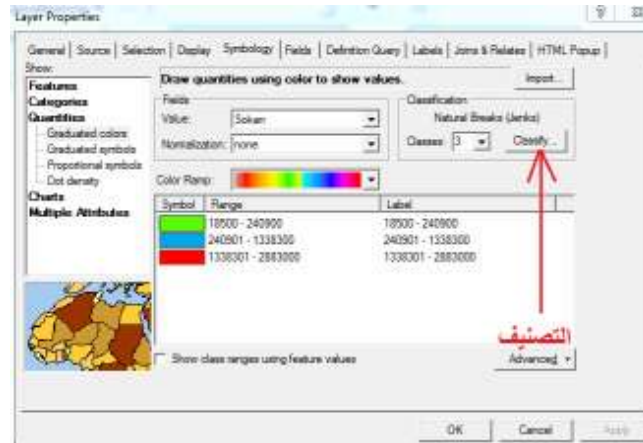 Layer Properties
General | Source | Selection | Display | Symbology | Fields | Definition Query | Labels | Joins & Relates | HTML Popup
Show:
Features
Categories
Quantities
Graduated colors
Graduated symbols
Proportional symbols
Dot density
Charts
Multiple Attributes
Draw quantities using color to show values.
Import...
Fields
Value: Sokan
Normalization: none
Classification
Natural Breaks (Jenks)
Classes: 3
Classify...
Color Ramp:
Symbol Range Label
18500 - 240900 18500 - 240900
240901 - 1338300 240901 - 1338300
1338301 - 2883000 1338301 - 2883000
التصنيف
Show class ranges using feature values
Advanced
OK Cancel Apply